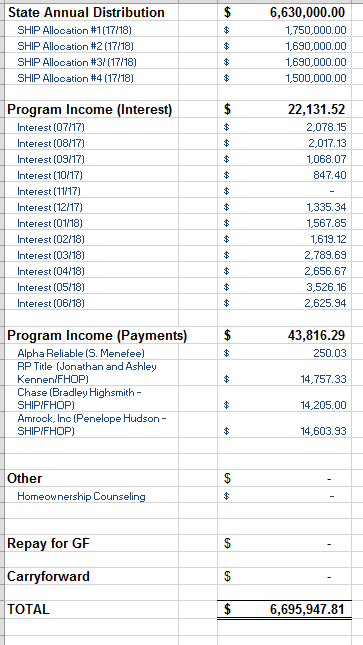 State Annual Distribution $ 6,630,000.00
SHIP Allocation #1 (17/18) $ 1,750,000.00
SHIP Allocation #2 (17/18) $ 1,690,000.00
SHIP Allocation #3/ (17/18) $ 1,690,000.00
SHIP Allocation #4 (17/18) $ 1,500,000.00
Program Income (Interest) $ 22,131.52
Interest (07/17) $ 2,078.15
Interest (08/17) $ 2,017.13
Interest (09/17) $ 1,068.07
Interest (10/17) $ 847.40
Interest (11/17) $ -
Interest (12/17) $ 1,335.34
Interest (01/18) $ 1,567.85
Interest (02/18) $ 1,619.12
Interest (03/18) $ 2,789.69
Interest (04/18) $ 2,656.67
Interest (05/18) $ 3,526.16
Interest (06/18) $ 2,625.94
Program Income (Payments) $ 43,816.29
Alpha Reliable (S. Menefee) $ 250.03
RP Title (Jonathan and Ashley
Kennen/FHOP) $ 14,757.33
Chase (Bradley Highsmith -
SHIP/FHOP) $ 14,205.00
Amrock, Inc (Penelope Hudson -
SHIP/FHOP) $ 14,603.93
Other $ -
Homeownership Counseling $ -
Repay for GF $ -
Carryforward $ -
TOTAL $ 6,695,947.81